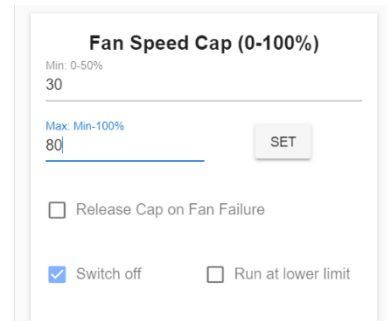 Fan Speed Cap (0-100%)
Min: 0-50%
30
Max: Min-100%
80
SET
Release Cap on Fan Failure
Switch off
Run at lower limit